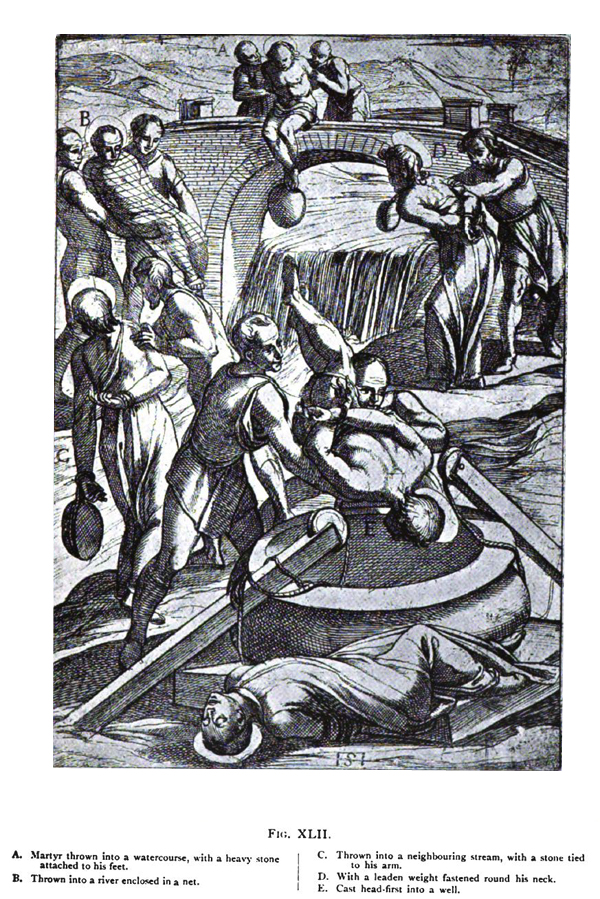 A
B
D
C
E
151
FIG. XLII.
A. Martyr thrown into a watercourse, with a heavy stone
attached to his feet.
B. Thrown into a river enclosed in a net.
C. Thrown into a neighbouring stream, with a stone tied
to his arm.
D. With a leaden weight fastened round his neck.
E. Cast head-first into a well.